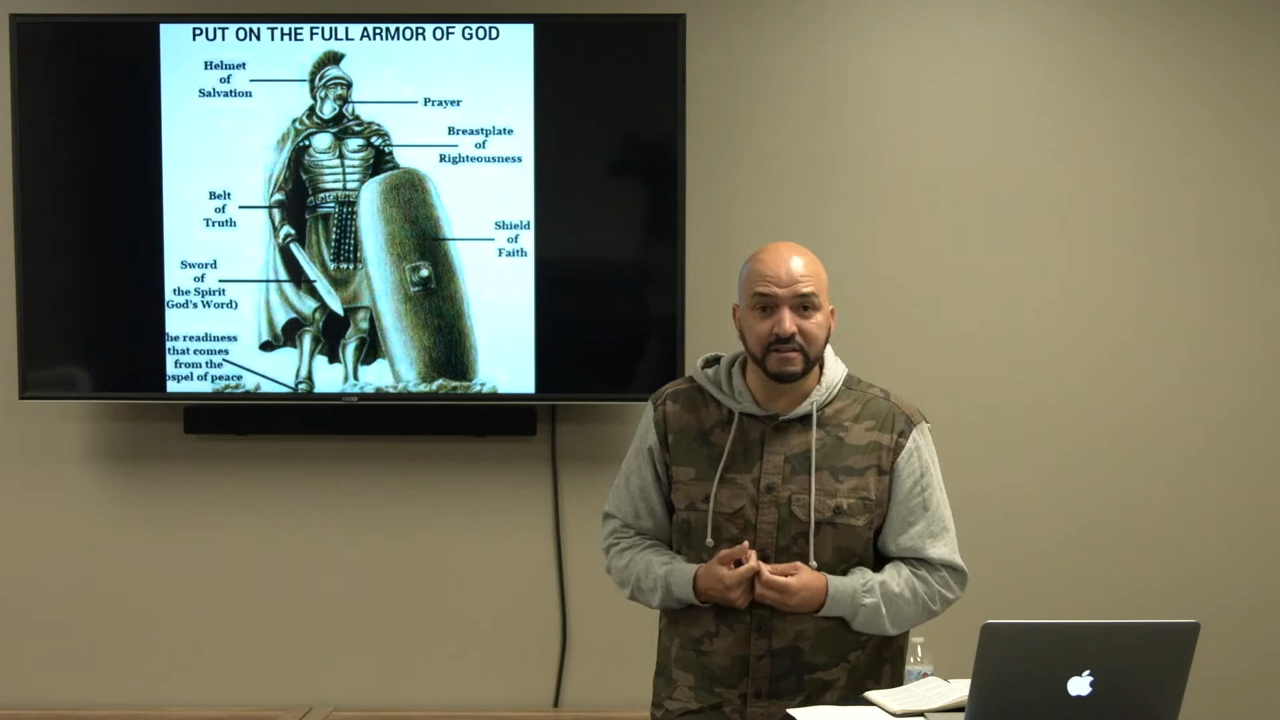 PUT ON THE FULL ARMOR OF GOD
Helmet
of
Salvation
Prayer
Breastplate
of
Righteousness
Belt
of
Truth
Shield
of
Faith
Sword
of
the Spirit
God's Word)
he readiness
that comes
from the
ospel of peace